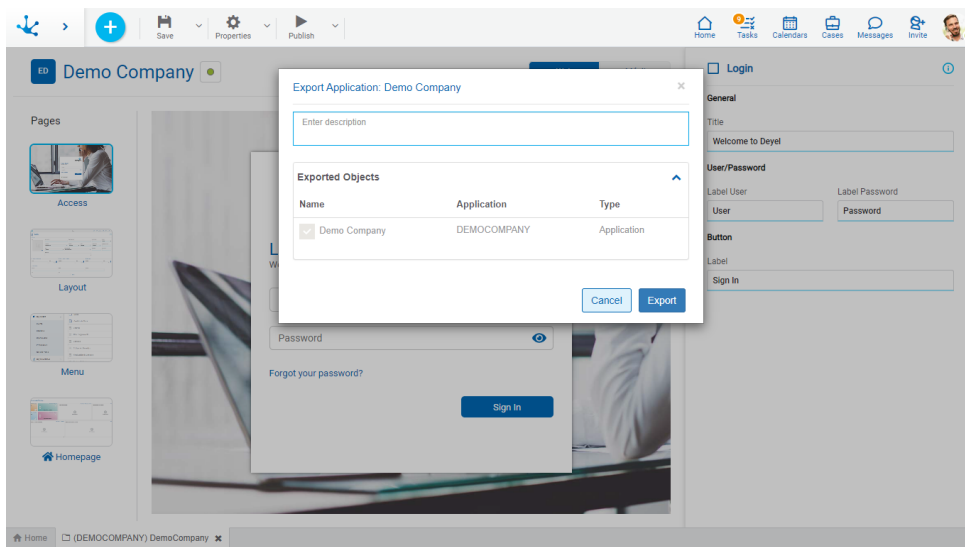 Save
Properties
Publish
Home
9
Tasks
Calendars
Cases
Messages
Invite
ED
Demo Company
Pages
Access
Layout
Menu
Homepage
Export Application: Demo Company
Enter description
Exported Objects
Name Application Type
Demo Company DEMOCOMPANY Application
Cancel Export
Password
Forgot your password?
Sign In
Login
General
Title
Welcome to Deyel
User/Password
Label User Label Password
User Password
Button
Label
Sign In
Home (DEMOCOMPANY) DemoCompany